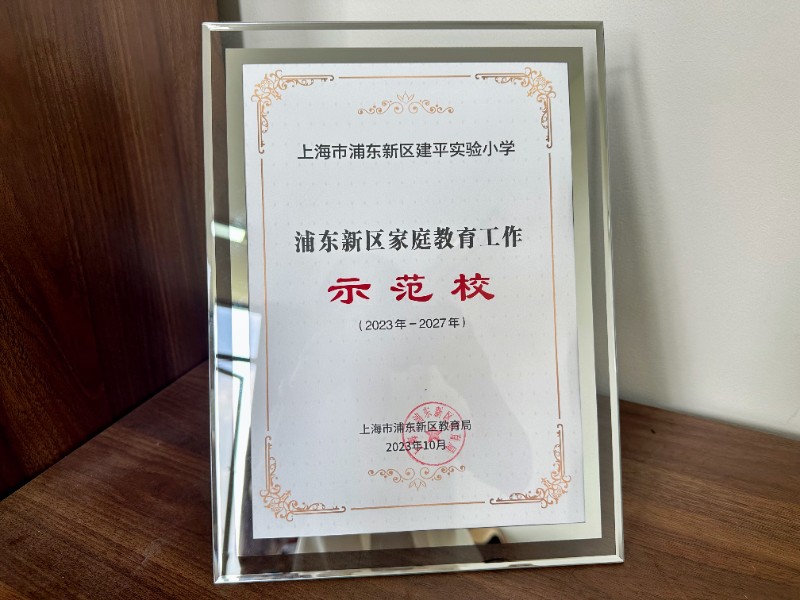 上海市浦东新区建平实验小学
浦东新区家庭教育工作
示范校
（2023年－2027年）
上海市浦东新区教育局
2023年10月